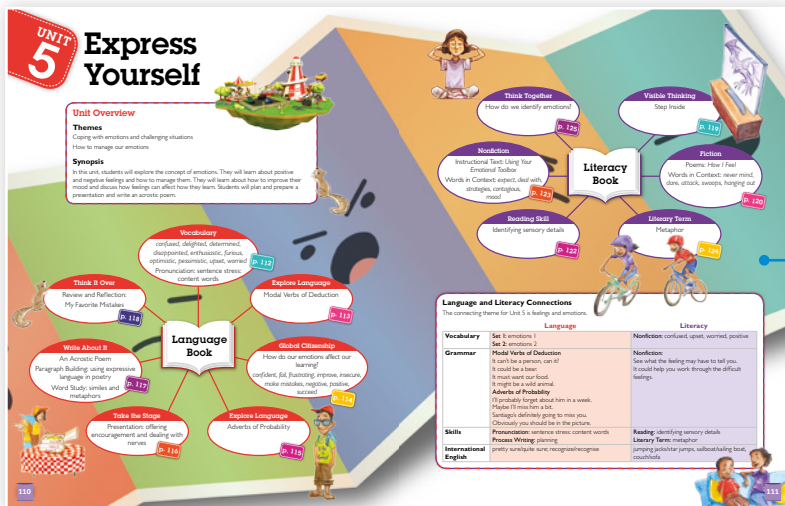 UNIT
5
Express
Yourself
Unit Overview
Themes
Coping with emotions and challenging situations
How to manage our emotions
Synopsis
In this unit, students will explore the concept of emotions. They will learn about positive
and negative feelings and how to manage them. They will learn about how to improve their
mood and discuss how feelings can affect how they learn. Students will plan and prepare a
presentation and write an acrostic poem.
Vocabulary
confused, delighted, determined,
disappointed, enthusiastic, furious,
optimistic, pessimistic, upset, worried
Pronunciation: sentence stress:
content words
p. 112
Think It Over
Review and Reflection:
My Favorite Mistakes
p. 118
Explore Language
Modal Verbs of Deduction
p. 113
Language
Book
Write About It
An Acrostic Poem
Paragraph Building: using expressive
language in poetry
Word Study: similes and
metaphors
p. 117
Global Citizenship
How do our emotions affect our
learning?
confident, fail, frustrating, improve, insecure,
make mistakes, negative, positive,
succeed
p. 114
Take the Stage
Presentation: offering
encouragement and dealing with
nerves
p. 116
Explore Language
Adverbs of Probability
p. 115
110
Think Together
How do we identify emotions?
p. 125
Visible Thinking
Step Inside
p. 119
Nonfiction
Instructional Text: Using Your
Emotional Toolbox
Words in Context: expect, deal with,
strategies, contagious,
mood
p. 123
Literacy
Book
Fiction
Poems: How I Feel
Words in Context: never mind,
dare, attack, swoops, hanging out
p. 120
Reading Skill
Identifying sensory details
p. 122
Literary Term
Metaphor
p. 124
Language and Literacy Connections
The connecting theme for Unit 5 is feelings and emotions.
Language Literacy
Vocabulary Set 1: emotions 1 Nonfiction: confused, upset, worried, positive
Set 2: emotions 2
Grammar Modal Verbs of Deduction Nonfiction:
It can't be a person, can it? See what the feeling may have to tell you.
It could be a bear. It could help you work through the difficult
It must want our food. feelings.
It might be a wild animal.
Adverbs of Probability
I'll probably forget about him in a week.
Maybe I'll miss him a bit.
Santiago's definitely going to miss you.
Obviously you should be in the picture.
Skills Pronunciation: sentence stress: content words Reading: identifying sensory details
Process Writing: planning Literary Term: metaphor
International pretty sure/quite sure; recognize/recognise jumping jacks/star jumps, sailboat/sailing boat,
English couch/sofa
111